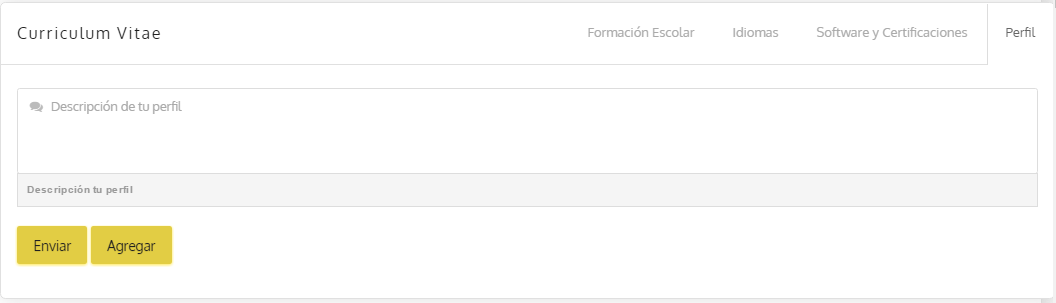 Curriculum Vitae
Formación Escolar
Idiomas
Software y Certificaciones
Perfil
Descripción de tu perfil
Descripción tu perfil
Enviar
Agregar